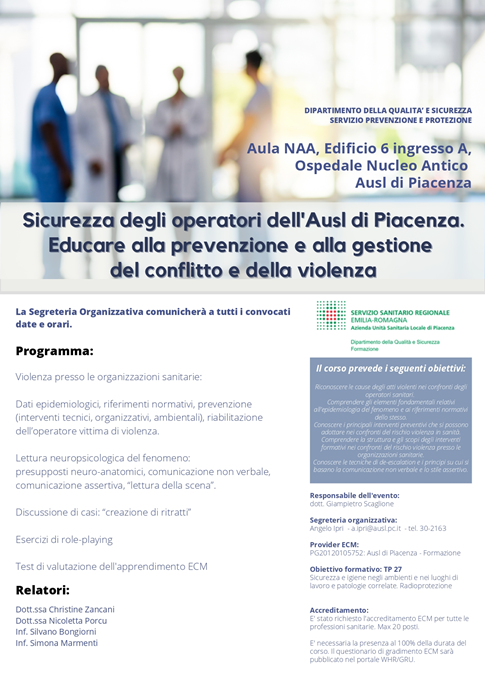 DIPARTIMENTO DELLA QUALITA' E SICUREZZA
SERVIZIO PREVENZIONE E PROTEZIONE
Aula NAA, Edificio 6 ingresso A,
Ospedale Nucleo Antico
Ausl di Piacenza
Sicurezza degli operatori dell'Ausl di Piacenza.
Educare alla prevenzione e alla gestione
del conflitto e della violenza
La Segreteria Organizzativa comunicherà a tutti i convocati
date e orari.
Programma:
Violenza presso le organizzazioni sanitarie:
Dati epidemiologici, riferimenti normativi, prevenzione
(interventi tecnici, organizzativi, ambientali), riabilitazione
dell'operatore vittima di violenza.
Lettura neuropsicologica del fenomeno:
presupposti neuro-anatomici, comunicazione non verbale,
comunicazione assertiva, "lettura della scena".
Discussione di casi: "creazione di ritratti"
Esercizi di role-playing
Test di valutazione dell'apprendimento ECM
Relatori:
Dott.ssa Christine Zancani
Dott.ssa Nicoletta Porcu
Inf. Silvano Bongiorni
Inf. Simona Marmenti
SERVIZIO SANITARIO REGIONALE
EMILIA-ROMAGNA
Azienda Unità Sanitaria Locale di Piacenza
Dipartimento della Qualità e Sicurezza
Formazione
Il corso prevede i seguenti obiettivi:
Riconoscere le cause degli atti violenti nei confronti degli
operatori sanitari.
Comprendere gli elementi fondamentali relativi
all'epidemiologia del fenomeno e ai riferimenti normativi
dello stesso.
Conoscere i principali interventi preventivi che si possono
adottare nei confronti del rischio violenza in sanità.
Comprendere la struttura e gli scopi degli interventi
formativi nei confronti del rischio violenza presso le
organizzazioni sanitarie.
Conoscere le tecniche di de-escalation e i principi su cui si
basano la comunicazione non verbale e lo stile assertivo.
Responsabile dell'evento:
dott. Giampietro Scaglione
Segreteria organizzativa:
Angelo Ipri - a.ipri@ausl.pc.it - tel. 30-2163
Provider ECM:
PG20120105752: Ausl di Piacenza - Formazione
Obiettivo formativo: TP 27
Sicurezza e igiene negli ambienti e nei luoghi di
lavoro e patologie correlate. Radioprotezione
Accreditamento:
E' stato richiesto l'accreditamento ECM per tutte le
professioni sanitarie. Max 20 posti.
E' necessaria la presenza al 100% della durata del
corso. Il questionario di gradimento ECM sarà
pubblicato nel portale WHR/GRU.